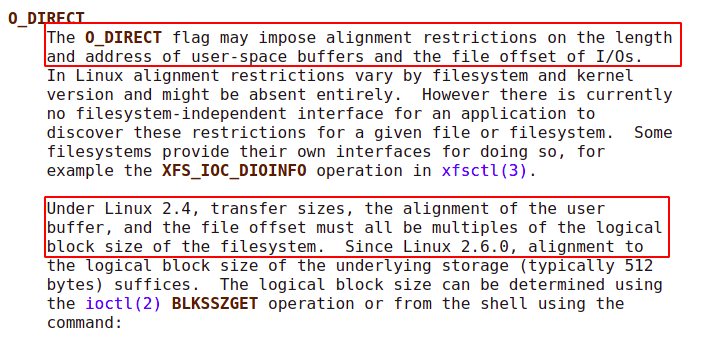 O_DIRECT
The O_DIRECT flag may impose alignment restrictions on the length
and address of user-space buffers and the file offset of I/Os.
In Linux alignment restrictions vary by filesystem and kernel
version and might be absent entirely.  However there is currently
no filesystem-independent interface for an application to
discover these restrictions for a given file or filesystem.  Some
filesystems provide their own interfaces for doing so, for
example the XFS_IOC_DIOINFO operation in xfsctl(3).
Under Linux 2.4, transfer sizes, the alignment of the user
buffer, and the file offset must all be multiples of the logical
block size of the filesystem.  Since Linux 2.6.0, alignment to
the logical block size of the underlying storage (typically 512
bytes) suffices.  The logical block size can be determined using
the ioctl(2) BLKSSZGET operation or from the shell using the
command: